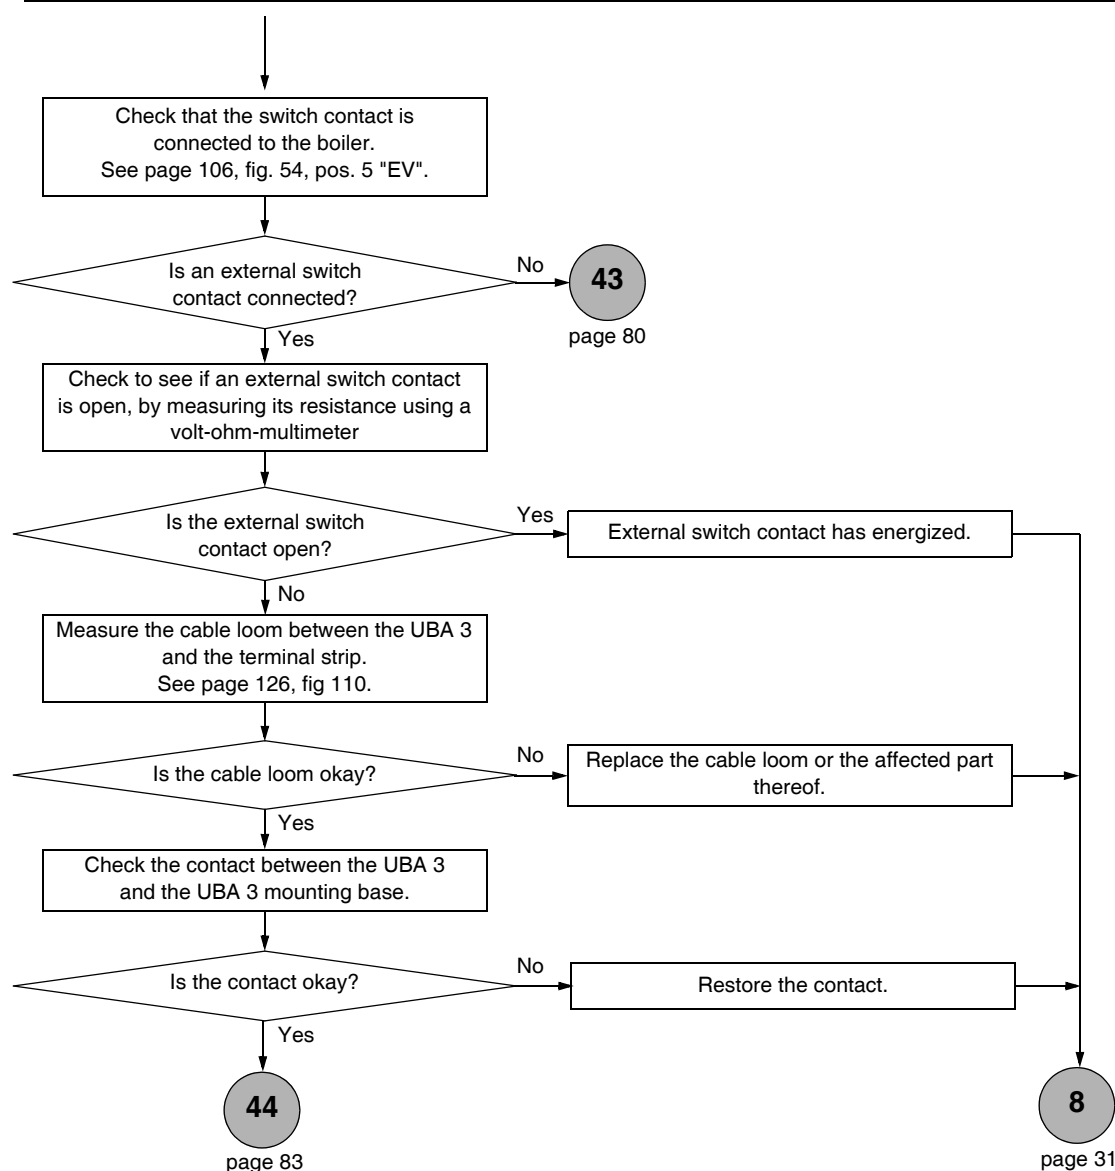 Check that the switch contact is
connected to the boiler.
See page 106, fig. 54, pos. 5 "EV".
Is an external switch
contact connected?
No
43
page 80
Yes
Check to see if an external switch contact
is open, by measuring its resistance using a
volt-ohm-multimeter
Is the external switch
contact open?
Yes
External switch contact has energized.
No
Measure the cable loom between the UBA 3
and the terminal strip.
See page 126, fig 110.
Is the cable loom okay?
No
Replace the cable loom or the affected part
thereof.
Yes
Check the contact between the UBA 3
and the UBA 3 mounting base.
Is the contact okay?
No
Restore the contact.
Yes
44
page 83
8
page 31